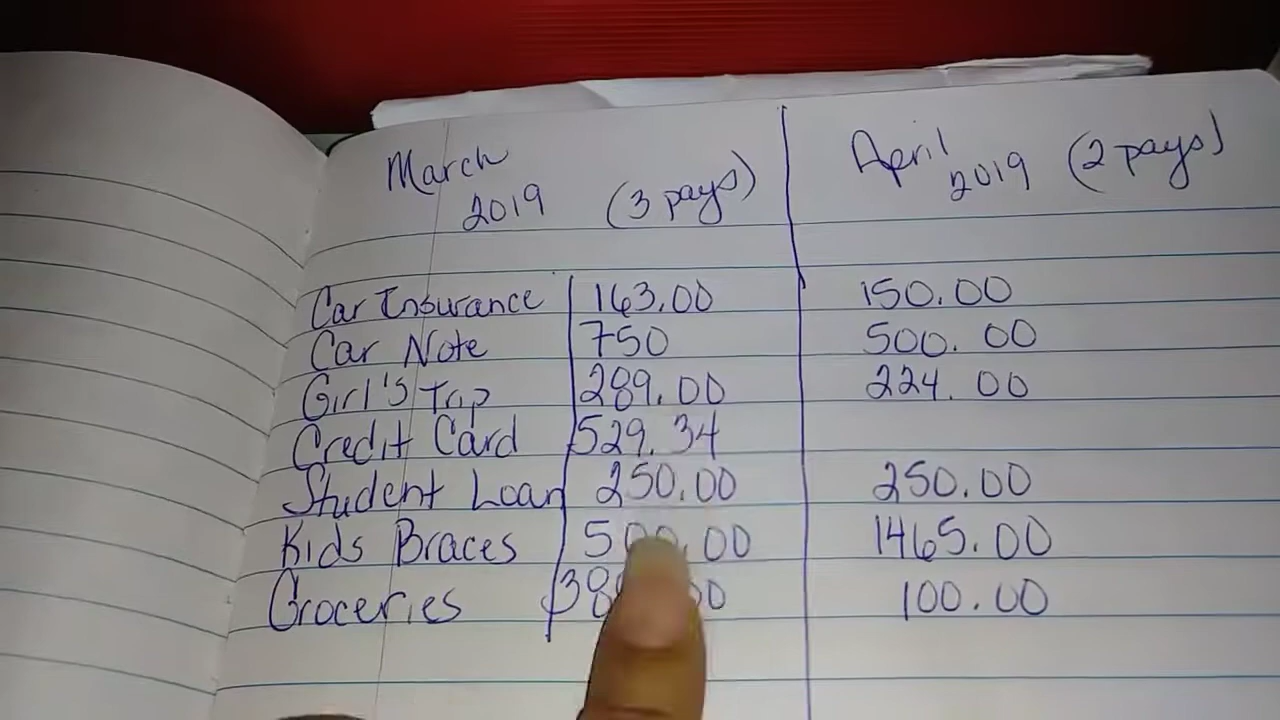 March 2019 (3 pays) April 2019 (2 pays)
Car Insurance 163.00 150.00
Car Note 750 500.00
Girl's Trip 289.00 224.00
Credit Card 529.34
Student Loan 250.00 250.00
Kids Braces 500.00 1465.00
Groceries 100.00